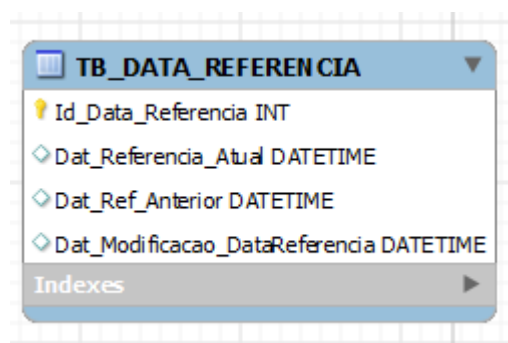 TB_DATA_REFERENCIA
Id_Data_Referencia INT
Dat_Referencia_Atual DATETIME
Dat_Ref_Anterior DATETIME
Dat_Modificacao_DataReferencia DATETIME
Indexes